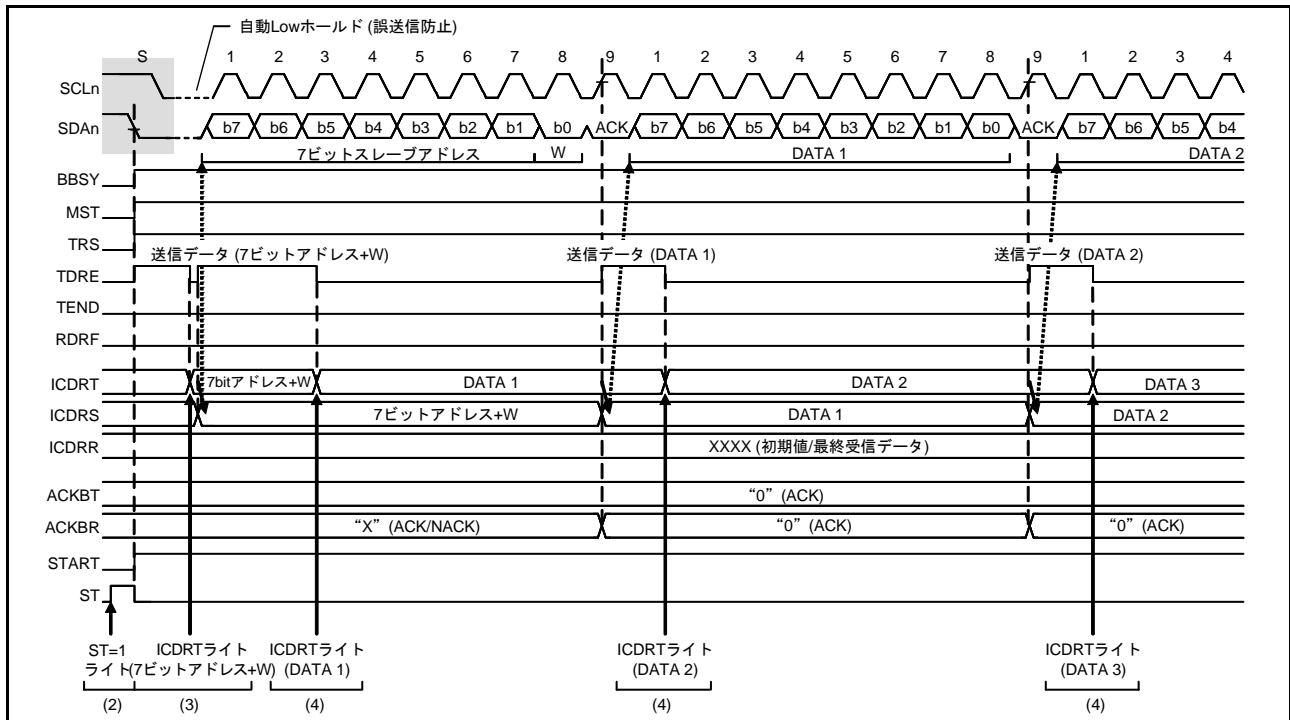 自動Lowホールド (誤送信防止)
S 1 2 3 4 5 6 7 8 9 1 2 3 4 5 6 7 8 9 1 2 3 4
SCLn
SDAn b7 b6 b5 b4 b3 b2 b1 b0 ACK b7 b6 b5 b4 b3 b2 b1 b0 ACK b7 b6 b5 b4
7ビットスレーブアドレス W DATA 1 DATA 2
BBSY
MST
TRS
送信データ (7ビットアドレス+W) 送信データ (DATA 1) 送信データ (DATA 2)
TDRE
TEND
RDRF
ICDRT 7bitアドレス+W DATA 1 DATA 2 DATA 3
ICDRS 7ビットアドレス+W DATA 1 DATA 2
ICDRR XXXX (初期値/最終受信データ)
ACKBT “0” (ACK)
ACKBR “X” (ACK/NACK) “0” (ACK) “0” (ACK)
START
ST
ST=1 ICDRTライト ICDRTライト ICDRTライト ICDRTライト
ライト (7ビットアドレス+W) (DATA 1) (DATA 2) (DATA 3)
(2) (3) (4) (4) (4)